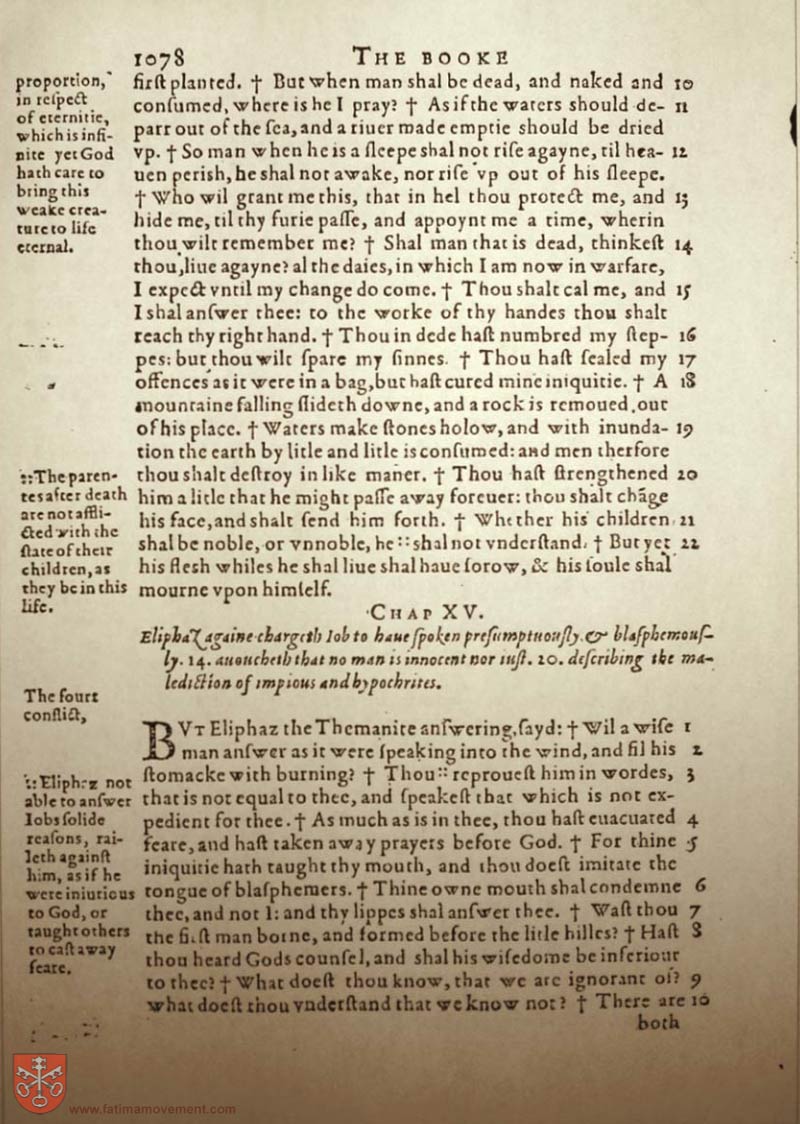 1078 THE BOOKE
proportion,
in reſpect
of eternitie,
which is infi-
nite yet God
hath care to
bring this
weake crea-
ture to life
eternal.
firſt planted. † But when man shal be dead, and naked and 10
conſumed, where is he I pray? † As if the waters should de- 11
part out of the ſea, and a riuer made emptie should be dried
vp. † So man when he is a ſleepe shal not riſe agayne, til hea- 12
uen perish, he shal not awake, nor riſe vp out of his ſleepe.
† Who wil grant me this, that in hel thou protect me, and 13
hide me, til thy furie paſſe, and appoynt me a time, wherin
thou wilt remember me? † Shal man that is dead, thinkeſt 14
thou, liue agayne? al the daies, in which I am now in warfare,
I expect vntil my change do come. † Thou shalt cal me, and 15
I shal anſwer thee: to the worke of thy handes thou shalt
reach thy right hand. † Thou in dede haſt numbred my ſtep- 16
pes: but thou wilt ſpare my ſinnes. † Thou haſt ſealed my 17
offences as it were in a bag, but haſt cured mine iniquitie. † A 18
mountaine falling ſlideth downe, and a rock is remoued out
of his place. † Waters make ſtones holow, and with inunda- 19
tion the earth by litle and litle is conſumed: and men therfore
thou shalt deſtroy in like maner. † Thou haſt ſtrengthened 20
him a litle that he might paſſe away foreuer: thou shalt chãge
his face, and shalt ſend him forth. † Whether his children 21
shal be noble, or vnnoble, he :: shal not vnderſtand. † But yet 22
his flesh whiles he shal liue shal haue ſorow, & his ſoule shal
mourne vpon himſelf.
::The paren-
tes after death
are not affli-
cted with the
ſtate of their
children, as
they be in this
life.
CHAP XV.
Eliphaz againe chargeth Iob to haue ſpoken preſumptuouſly, & blaſphemouſ-
ly. 14. auoucheth that no man is innocent nor iuſt. 20. deſcribing the ma-
lediction of impious and hypochrites.
The fourt
conflict,
BVT Eliphaz the Themanite anſwering, ſayd: † Wil a wiſe 1
man anſwer as it were ſpeaking into the wind, and fil his 2
ſtomacke with burning? † Thou :: reproueſt him in wordes, 3
that is not equal to thee, and ſpeakeſt that which is not ex-
pedient for thee. † As much as is in thee, thou haſt euacuated 4
feare, and haſt taken away prayers before God. † For thine 5
iniquitie hath taught thy mouth, and thou doeſt imitate the
tongue of blaſphemers. † Thine owne mouth shal condemne 6
thee, and not I: and thy lippes shal anſwer thee. † Waſt thou 7
the firſt man borne, and formed before the litle hilles? † Haſt 8
thou heard Gods counſel, and shal his wiſedome be inferiour
to thee? † What doeſt thou know, that we are ignorant of? 9
what doeſt thou vnderſtand that we know not? † There are 10
both
::Eliphaz not
able to anſwer
Iobs ſolide
reaſons, rai-
leth againſt
him, as if he
were iniurious
to God, or
taught others
to caſt away
feare.
www.fatimamovement.com